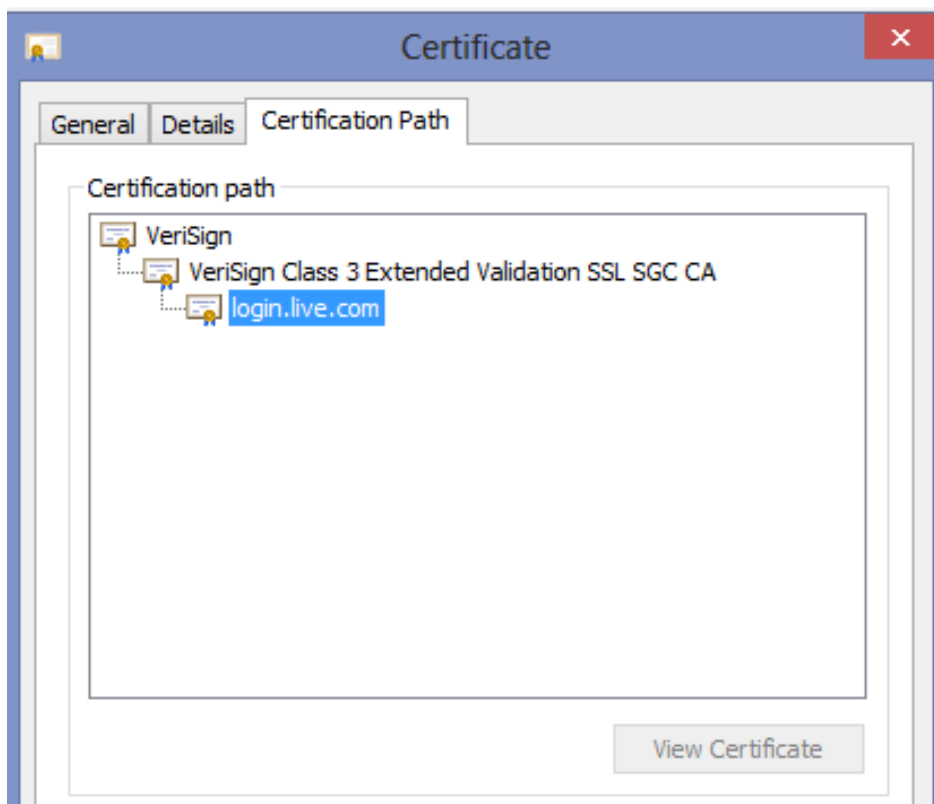 Certificate
General Details Certification Path
Certification path
VeriSign
VeriSign Class 3 Extended Validation SSL SGC CA
login.live.com
View Certificate